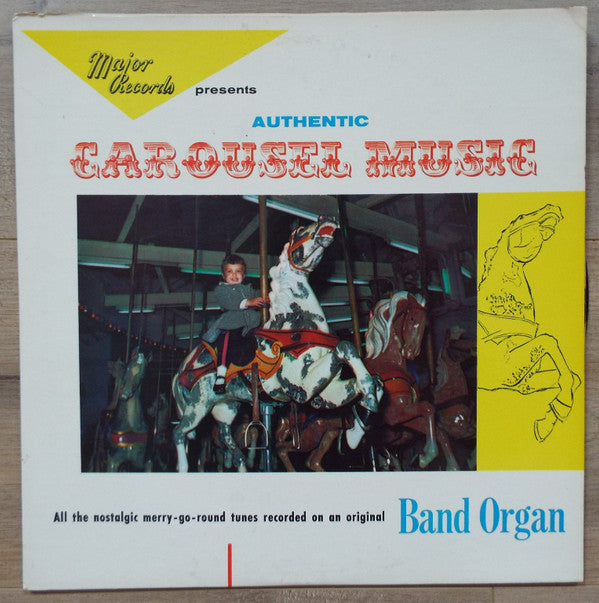 Major
Records
presents
AUTHENTIC
CAROUSEL MUSIC
All the nostalgic merry-go-round tunes recorded on an original
Band Organ